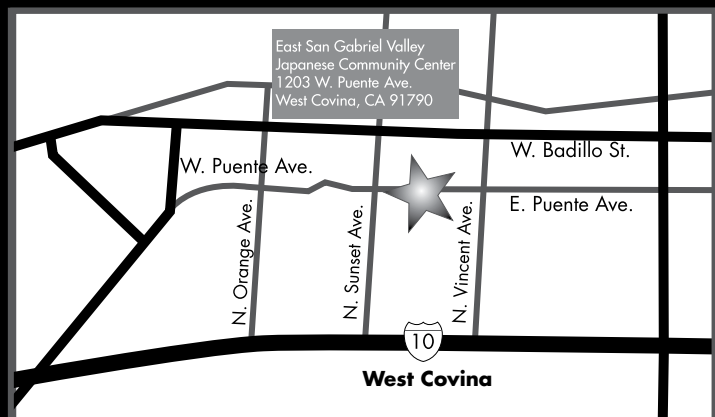 East San Gabriel Valley
Japanese Community Center
1203 W. Puente Ave.
West Covina, CA 91790
W. Badillo St.
W. Puente Ave.
E. Puente Ave.
N. Orange Ave.
N. Sunset Ave.
N. Vincent Ave.
10
West Covina